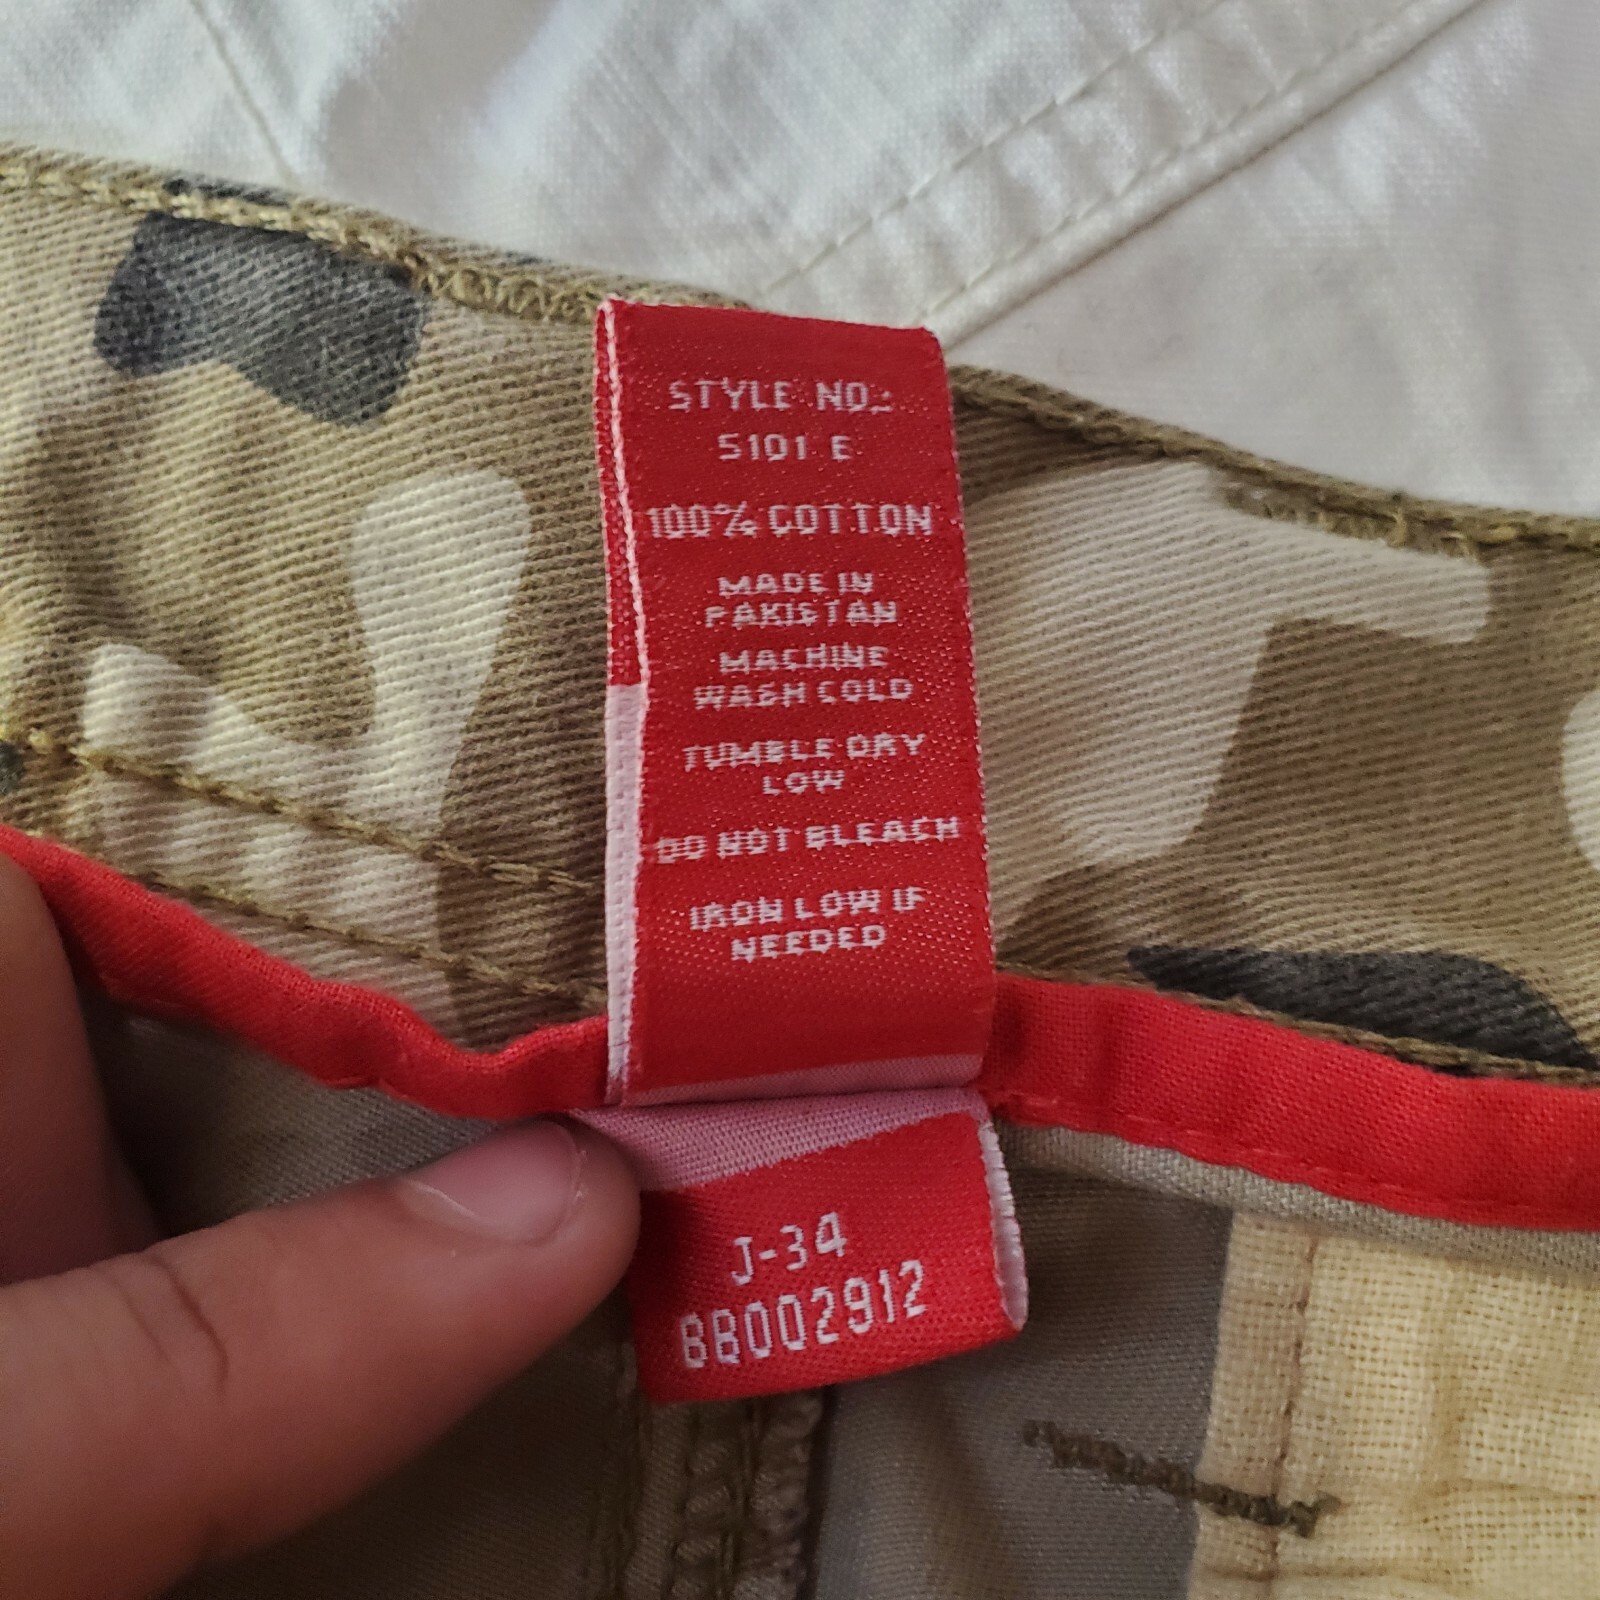 STYLE NO.:
5101 E
100% COTTON
MADE IN
PAKISTAN
MACHINE
WASH COLD
TUMBLE DRY
LOW
DO NOT BLEACH
IRON LOW IF
NEEDED
J-34
88002912